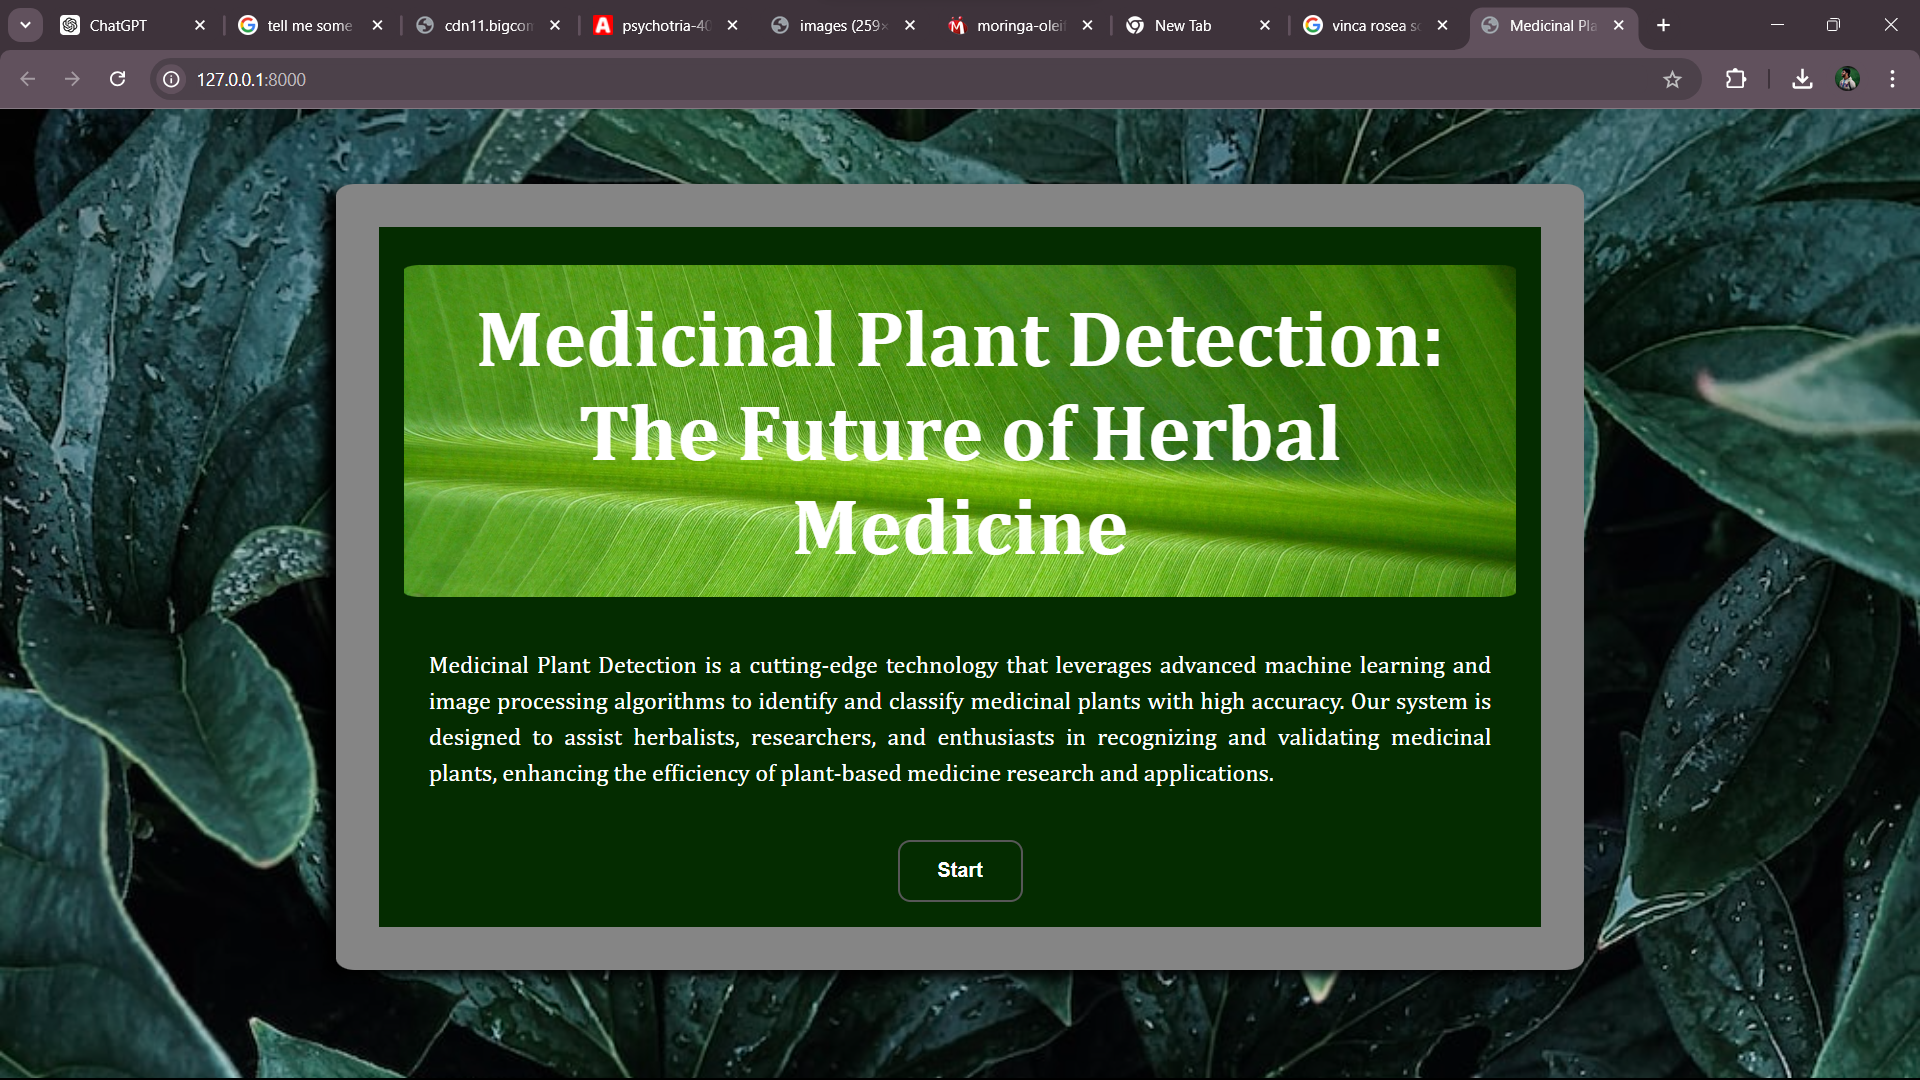 ChatGPT
tell me some
cdn11.bigcon
psychotria-40
images (259×
moringa-oleif
New Tab
vinca rosea sc
Medicinal Pla
127.0.0.1:8000
Medicinal Plant Detection:
The Future of Herbal
Medicine
Medicinal Plant Detection is a cutting-edge technology that leverages advanced machine learning and
image processing algorithms to identify and classify medicinal plants with high accuracy. Our system is
designed to assist herbalists, researchers, and enthusiasts in recognizing and validating medicinal
plants, enhancing the efficiency of plant-based medicine research and applications.
Start